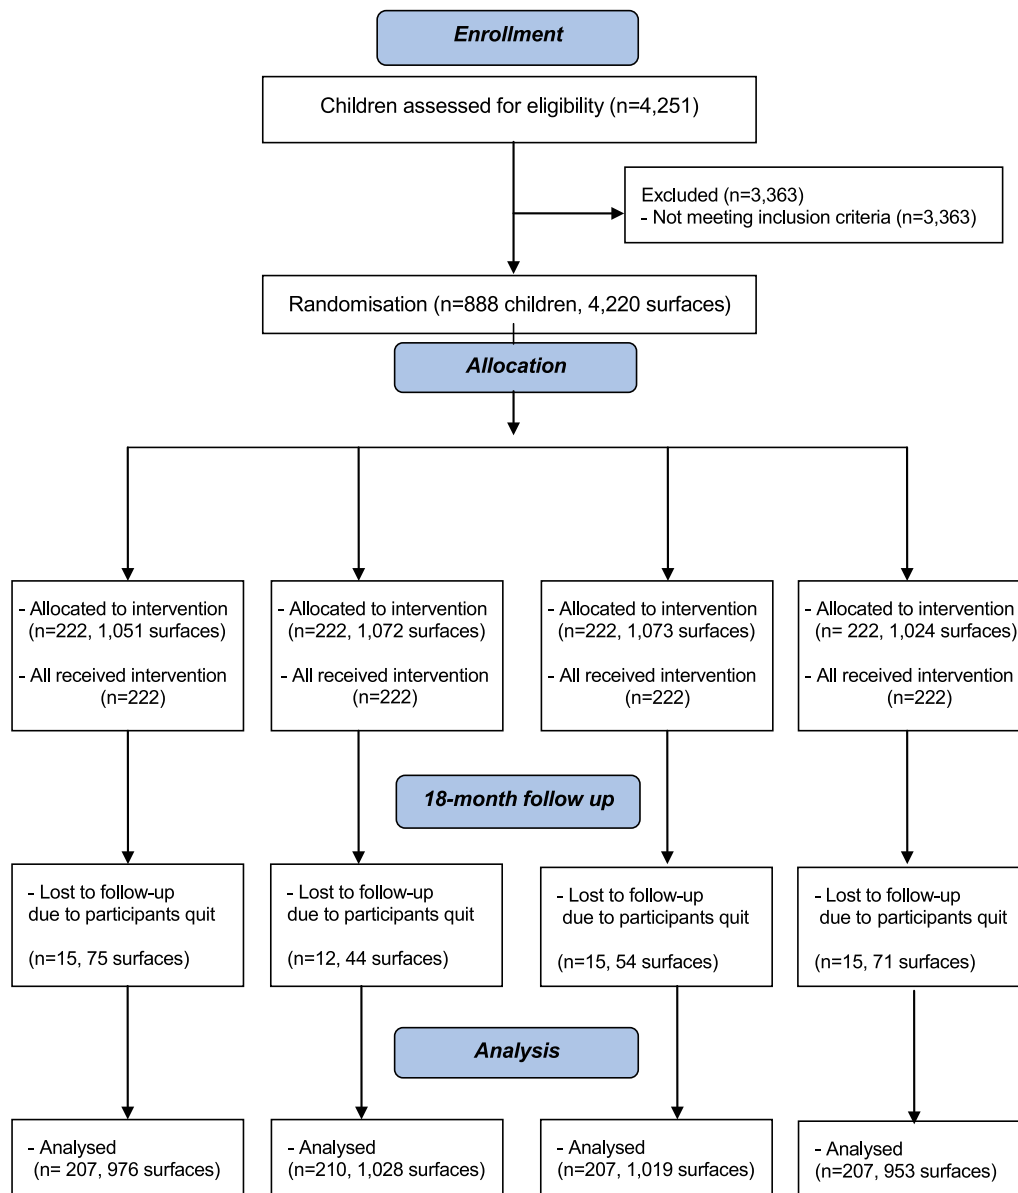 Enrollment
Children assessed for eligibility (n=4,251)
Excluded (n=3,363)
- Not meeting inclusion criteria (n=3,363)
Randomisation (n=888 children, 4,220 surfaces)
Allocation
- Allocated to intervention
(n=222, 1,051 surfaces)
- All received intervention
(n=222)
- Allocated to intervention
(n=222, 1,072 surfaces)
- All received intervention
(n=222)
- Allocated to intervention
(n=222, 1,073 surfaces)
- All received intervention
(n=222)
- Allocated to intervention
(n= 222, 1,024 surfaces)
- All received intervention
(n=222)
18-month follow up
- Lost to follow-up
due to participants quit
(n=15, 75 surfaces)
- Lost to follow-up
due to participants quit
(n=12, 44 surfaces)
- Lost to follow-up
due to participants quit
(n=15, 54 surfaces)
- Lost to follow-up
due to participants quit
(n=15, 71 surfaces)
Analysis
- Analysed
(n= 207, 976 surfaces)
- Analysed
(n=210, 1,028 surfaces)
- Analysed
(n=207, 1,019 surfaces)
- Analysed
(n=207, 953 surfaces)